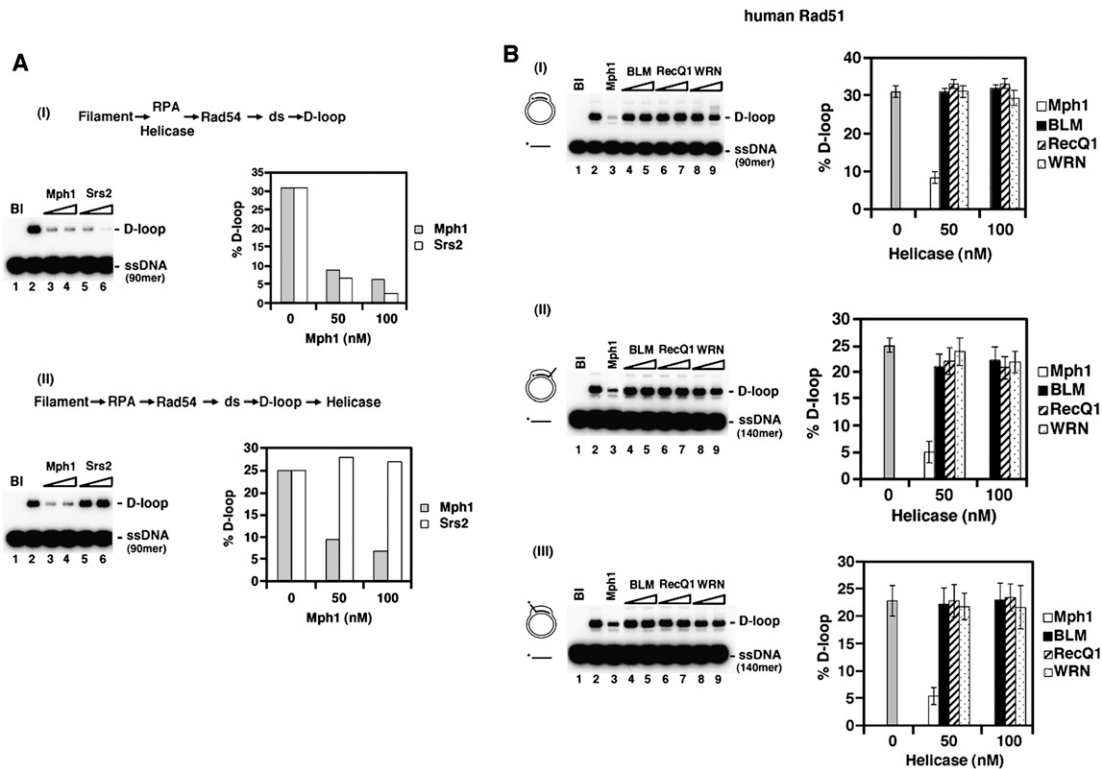 human Rad51
A
(I)
RPA
Filament→ →Rad54 → ds →D-loop
Helicase
BI Mph1 Srs2
- D-loop
- ssDNA
(90mer)
1 2 3 4 5 6
% D-loop
35
30
25
20
15
10
5
0
0 50 100
Mph1 (nM)
Mph1
Srs2
(II)
Filament→RPA →Rad54 → ds →D-loop → Helicase
BI Mph1 Srs2
- D-loop
- ssDNA
(90mer)
1 2 3 4 5 6
% D-loop
30
25
20
15
10
5
0
0 50 100
Mph1 (nM)
Mph1
Srs2
B
(I)
BI Mph1 BLM RecQ1 WRN
- D-loop
- ssDNA
(90mer)
*
1 2 3 4 5 6 7 8 9
% D-loop
40
30
20
10
0
0 50 100
Helicase (nM)
Mph1
BLM
RecQ1
WRN
(II)
BI Mph1 BLM RecQ1 WRN
- D-loop
- ssDNA
(140mer)
*
1 2 3 4 5 6 7 8 9
% D-loop
30
25
20
15
10
5
0
0 50 100
Helicase (nM)
Mph1
BLM
RecQ1
WRN
(III)
BI Mph1 BLM RecQ1 WRN
- D-loop
- ssDNA
(140mer)
*
1 2 3 4 5 6 7 8 9
% D-loop
30
25
20
15
10
5
0
0 50 100
Helicase (nM)
Mph1
BLM
RecQ1
WRN